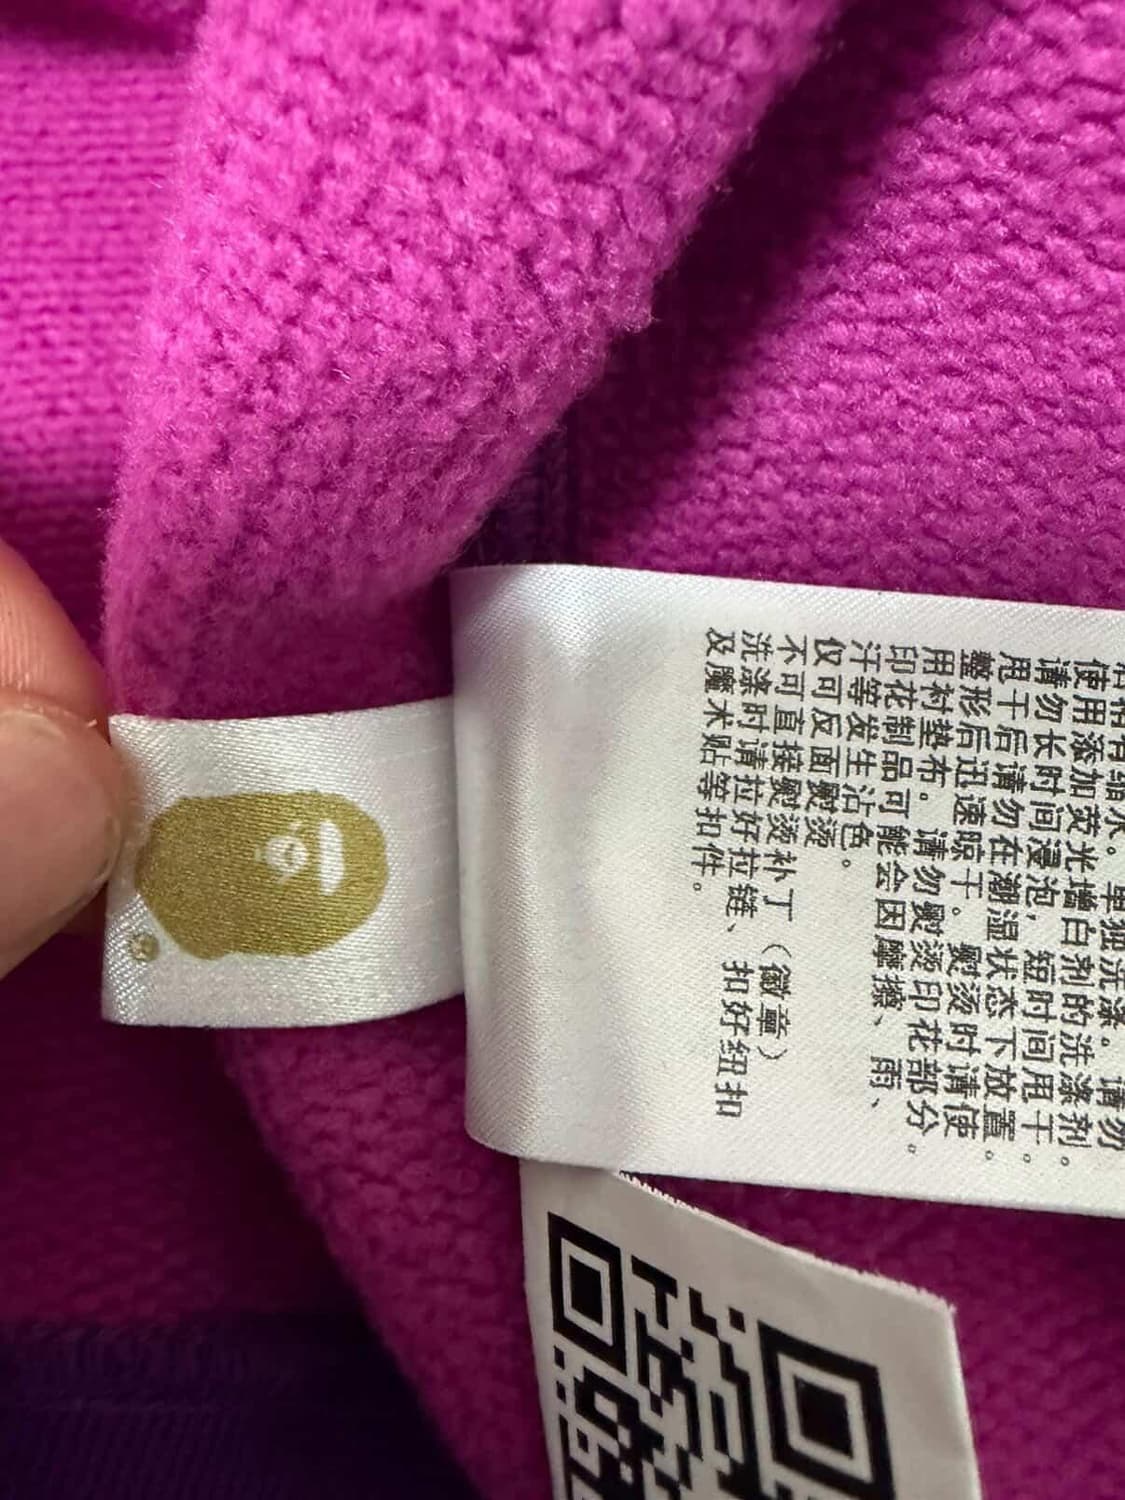 有缩水。单独洗涤。请勿
使用添加荧光增白剂的洗涤剂。
请勿长时间浸泡，短时间甩干。
甩干后请勿在潮湿状态下放置。
整形后迅速晾干。熨烫时请使
用衬垫布。请勿熨烫印花部分。
印花制品可能会因摩擦、雨、
汗等发生沾色。
仅可反面熨烫
不可直接熨烫补丁（徽章）
洗涤时请拉好拉链、扣好纽扣
及魔术贴等扣件。
®